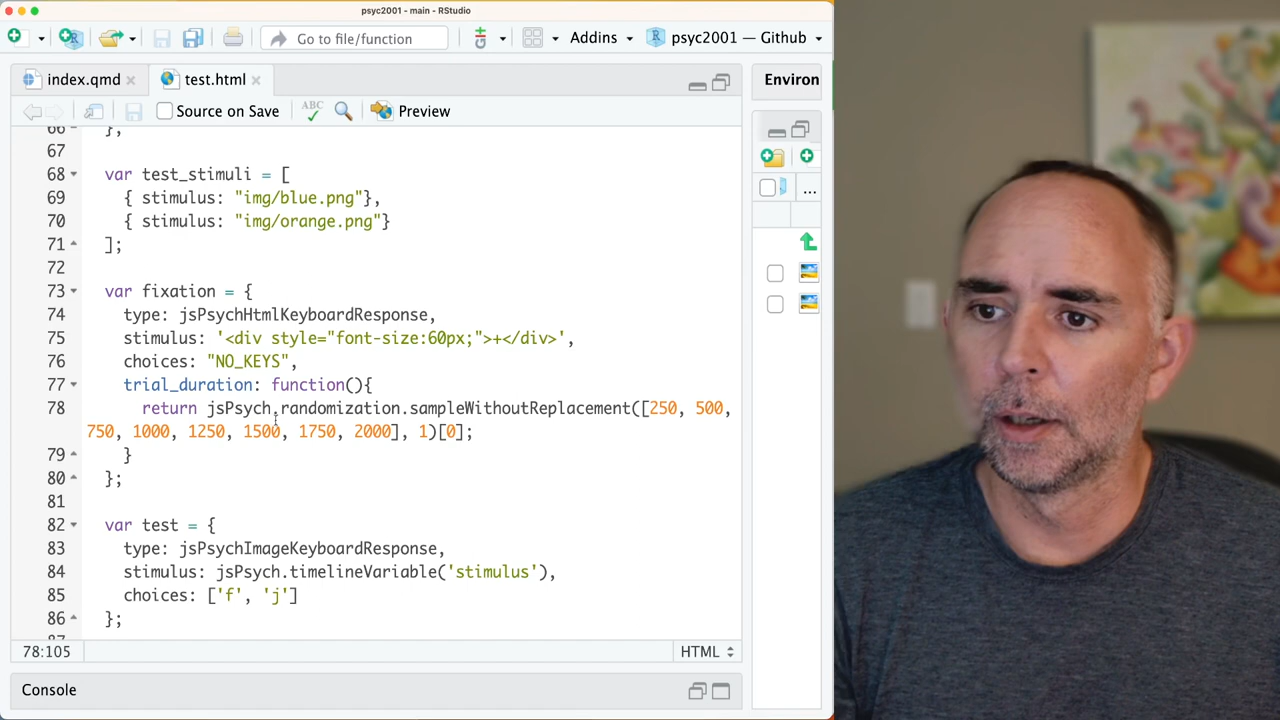 psyc2001 - main - RStudio
Go to file/function
Addins
psyc2001 — Github
index.qmd
test.html
Environ
Source on Save
ABC
Preview
66 },
67
68 var test_stimuli = [
69 { stimulus: "img/blue.png"},
70 { stimulus: "img/orange.png"}
71 ];
72
73 var fixation = {
74 type: jsPsychHtmlKeyboardResponse,
75 stimulus: '<div style="font-size:60px;">+</div>',
76 choices: "NO_KEYS",
77 trial_duration: function(){
78 return jsPsych.randomization.sampleWithoutReplacement([250, 500,
750, 1000, 1250, 1500, 1750, 2000], 1)[0];
79 }
80 };
81
82 var test = {
83 type: jsPsychImageKeyboardResponse,
84 stimulus: jsPsych.timelineVariable('stimulus'),
85 choices: ['f', 'j']
86 };
...
78:105
HTML
Console